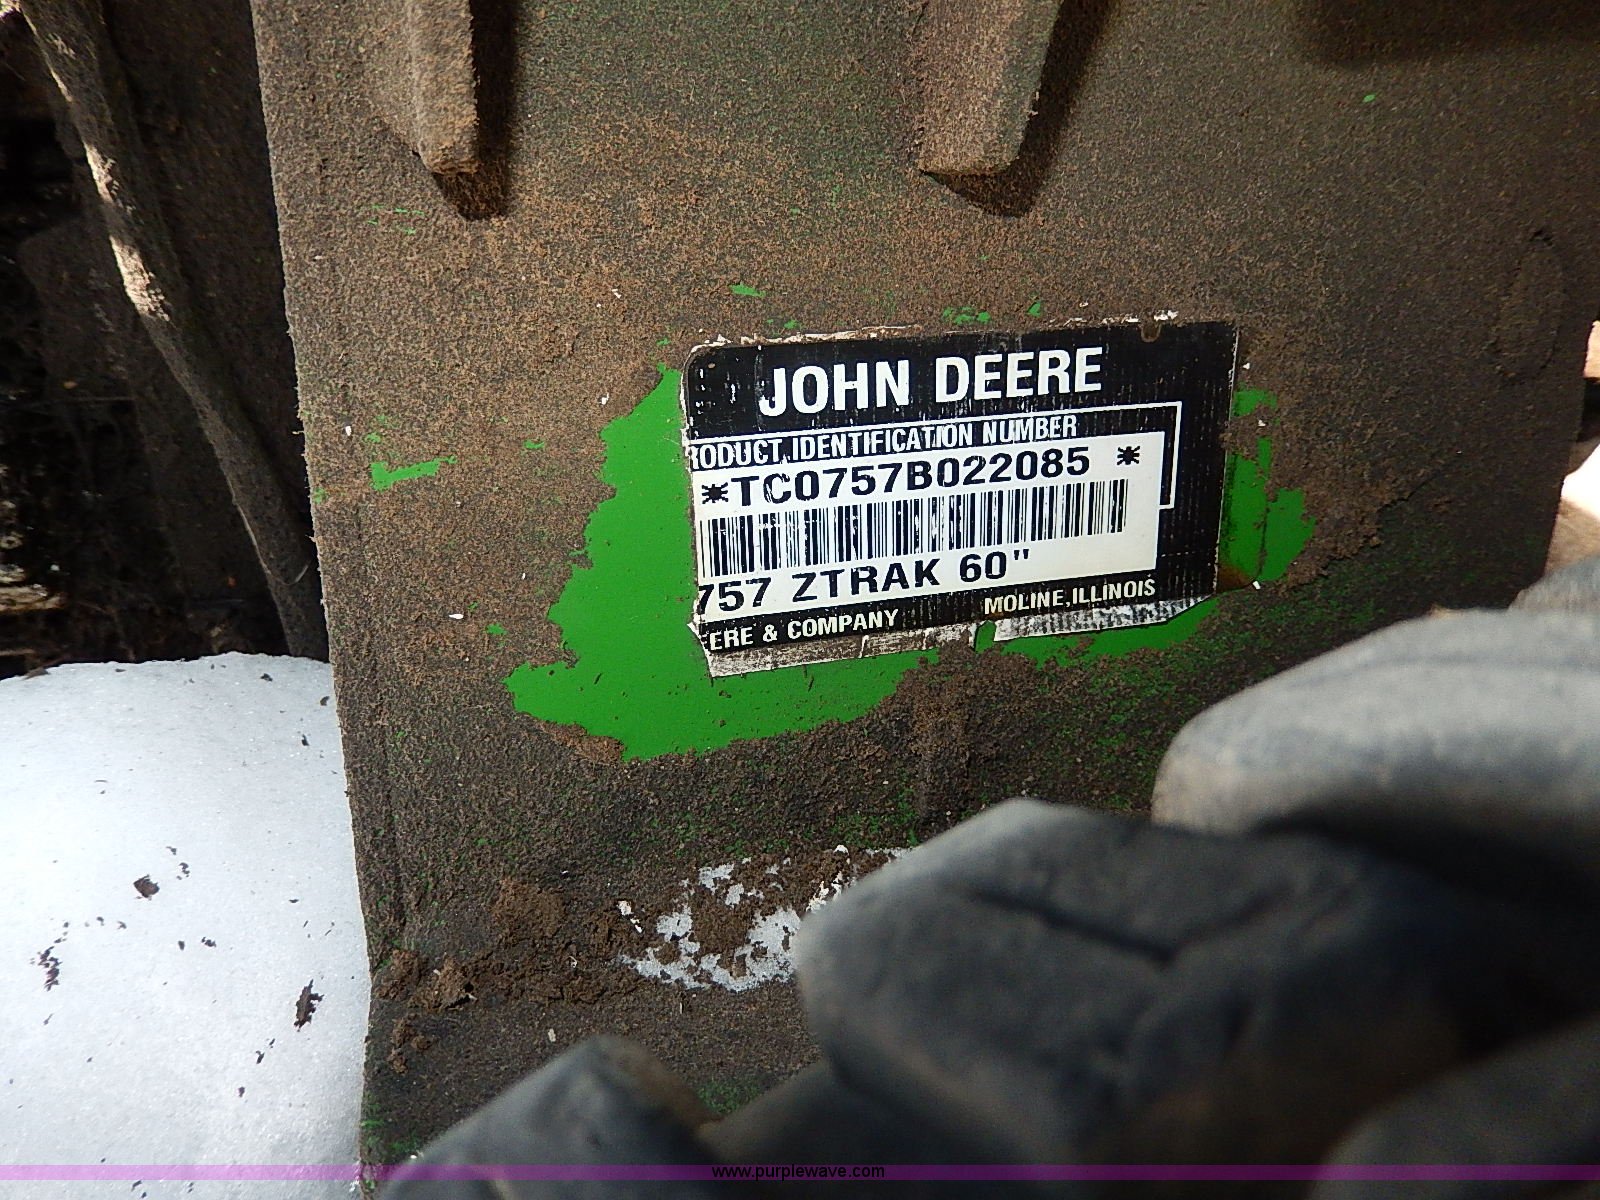 JOHN DEERE
RODUCT IDENTIFICATION NUMBER
*TC0757B022085 *
757 ZTRAK 60"
ERE & COMPANY MOLINE, ILLINOIS
www.purplewave.com